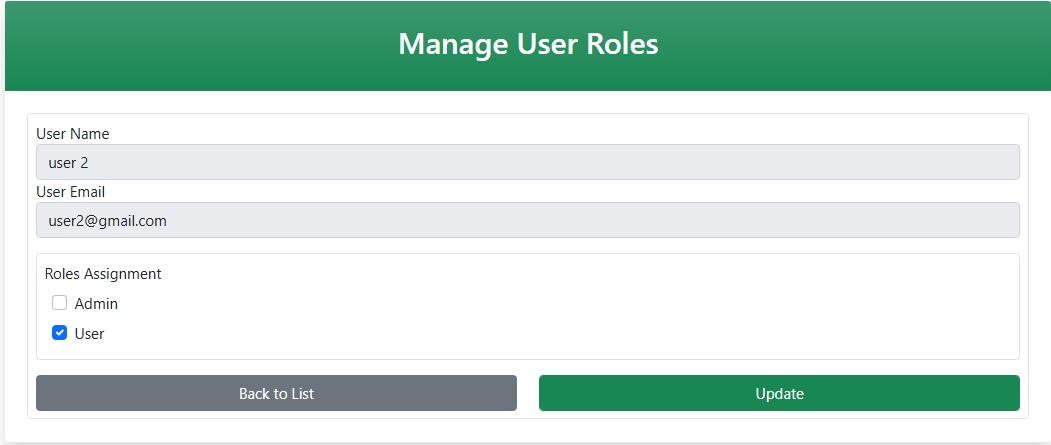 Manage User Roles
User Name
user 2
User Email
user2@gmail.com
Roles Assignment
Admin
User
Back to List
Update